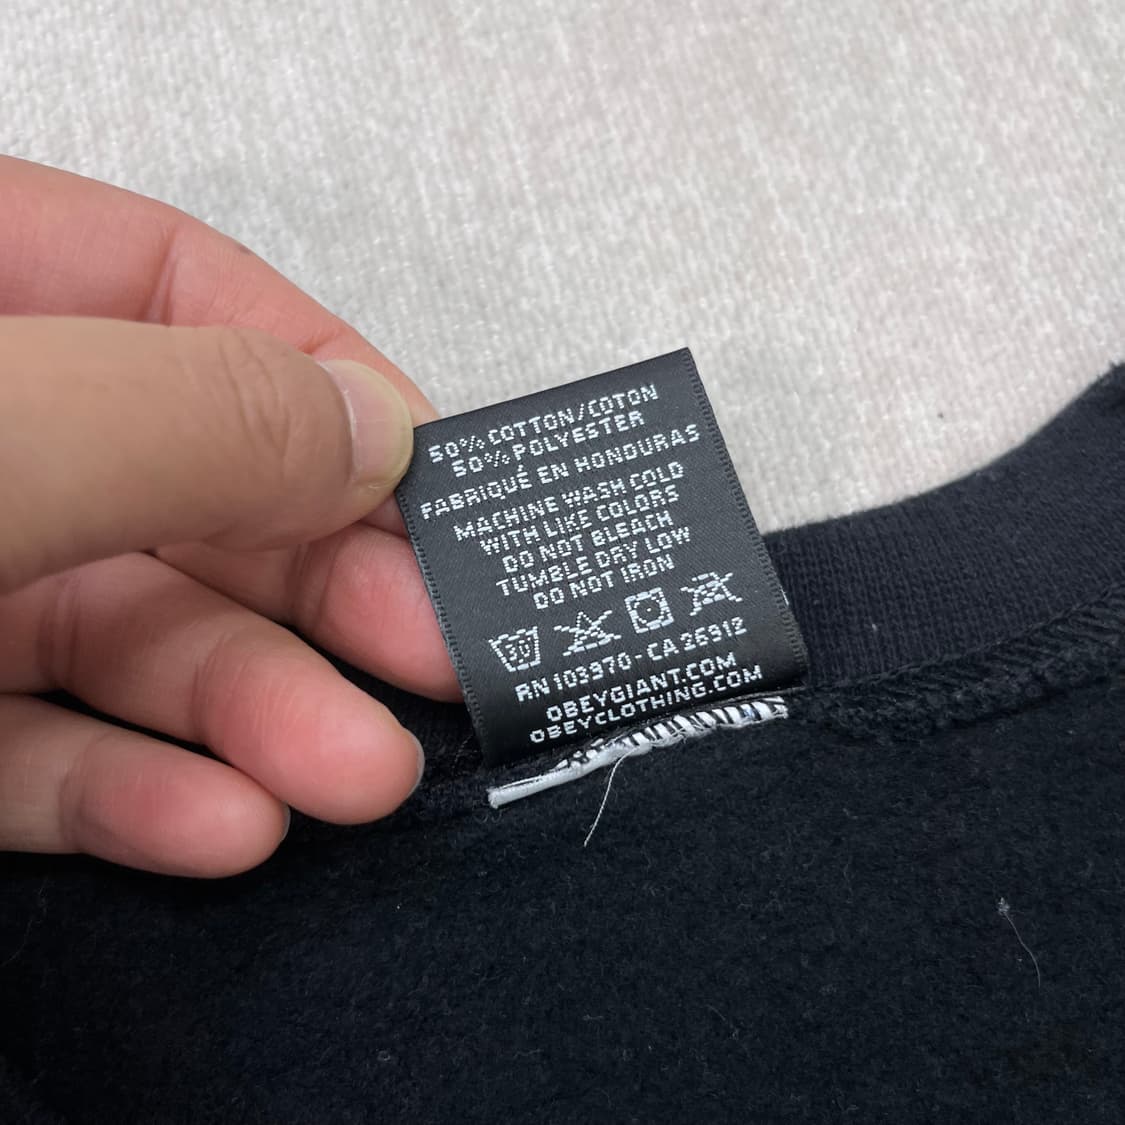 50% COTTON/COTON
50% POLYESTER
FABRIQUÉ EN HONDURAS
MACHINE WASH COLD
WITH LIKE COLORS
DO NOT BLEACH
TUMBLE DRY LOW
DO NOT IRON
30
RN 103970 - CA 26912
OBEYGIANT.COM
OBEYCLOTHING.COM